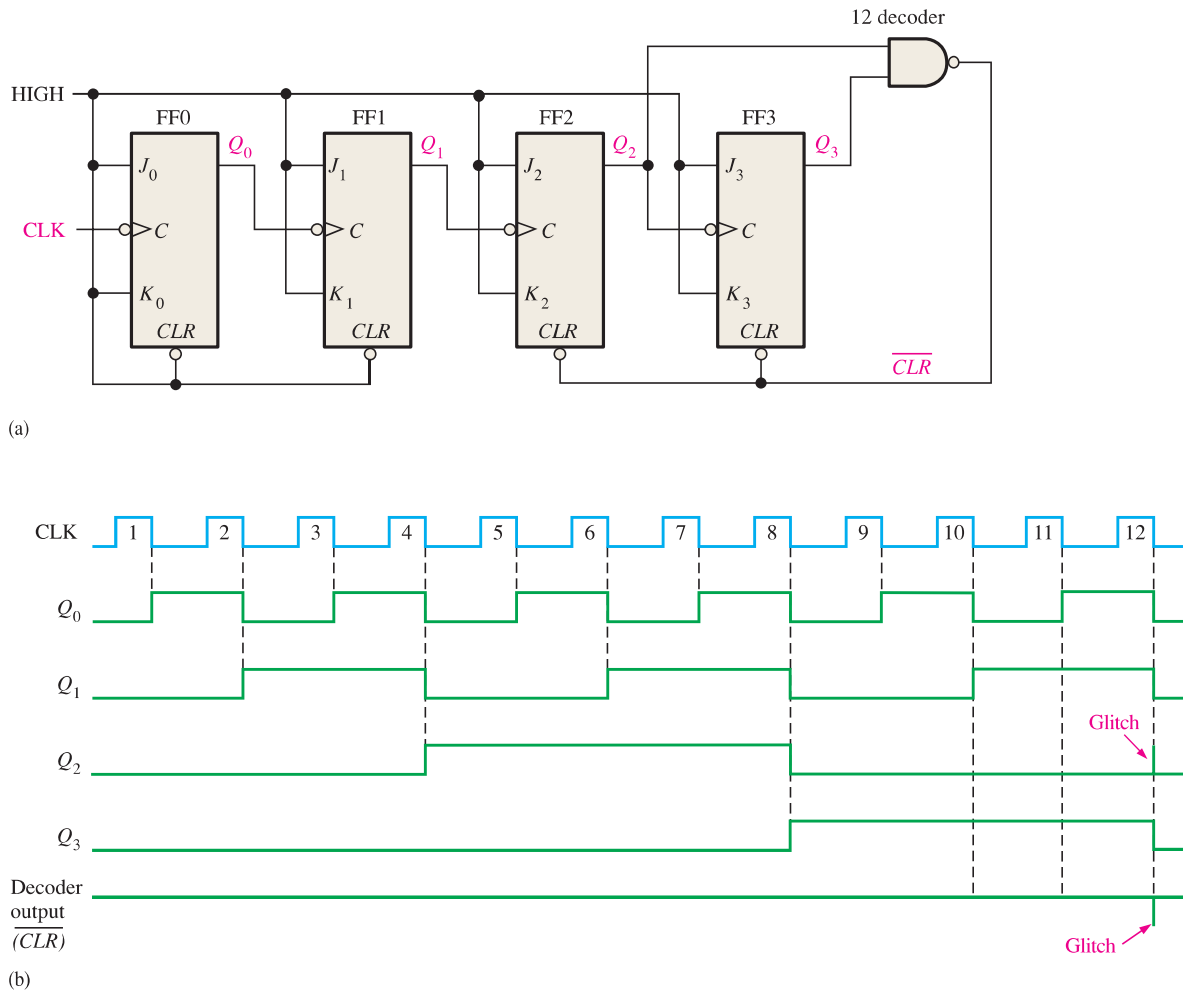 12 decoder
HIGH
FF0 FF1 FF2 FF3
Q0 Q1 Q2 Q3
J0 J1 J2 J3
CLK C C C C
K0 K1 K2 K3
CLR CLR CLR CLR
CLR
(a)
CLK 1 2 3 4 5 6 7 8 9 10 11 12
Q0
Q1
Glitch
Q2
Q3
Decoder
output
(CLR)
Glitch
(b)